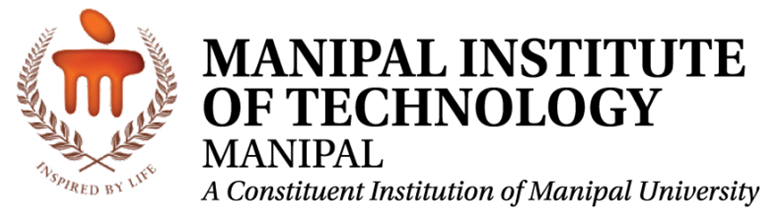 INSPIRED BY LIFE
MANIPAL INSTITUTE
OF TECHNOLOGY
MANIPAL
A Constituent Institution of Manipal University